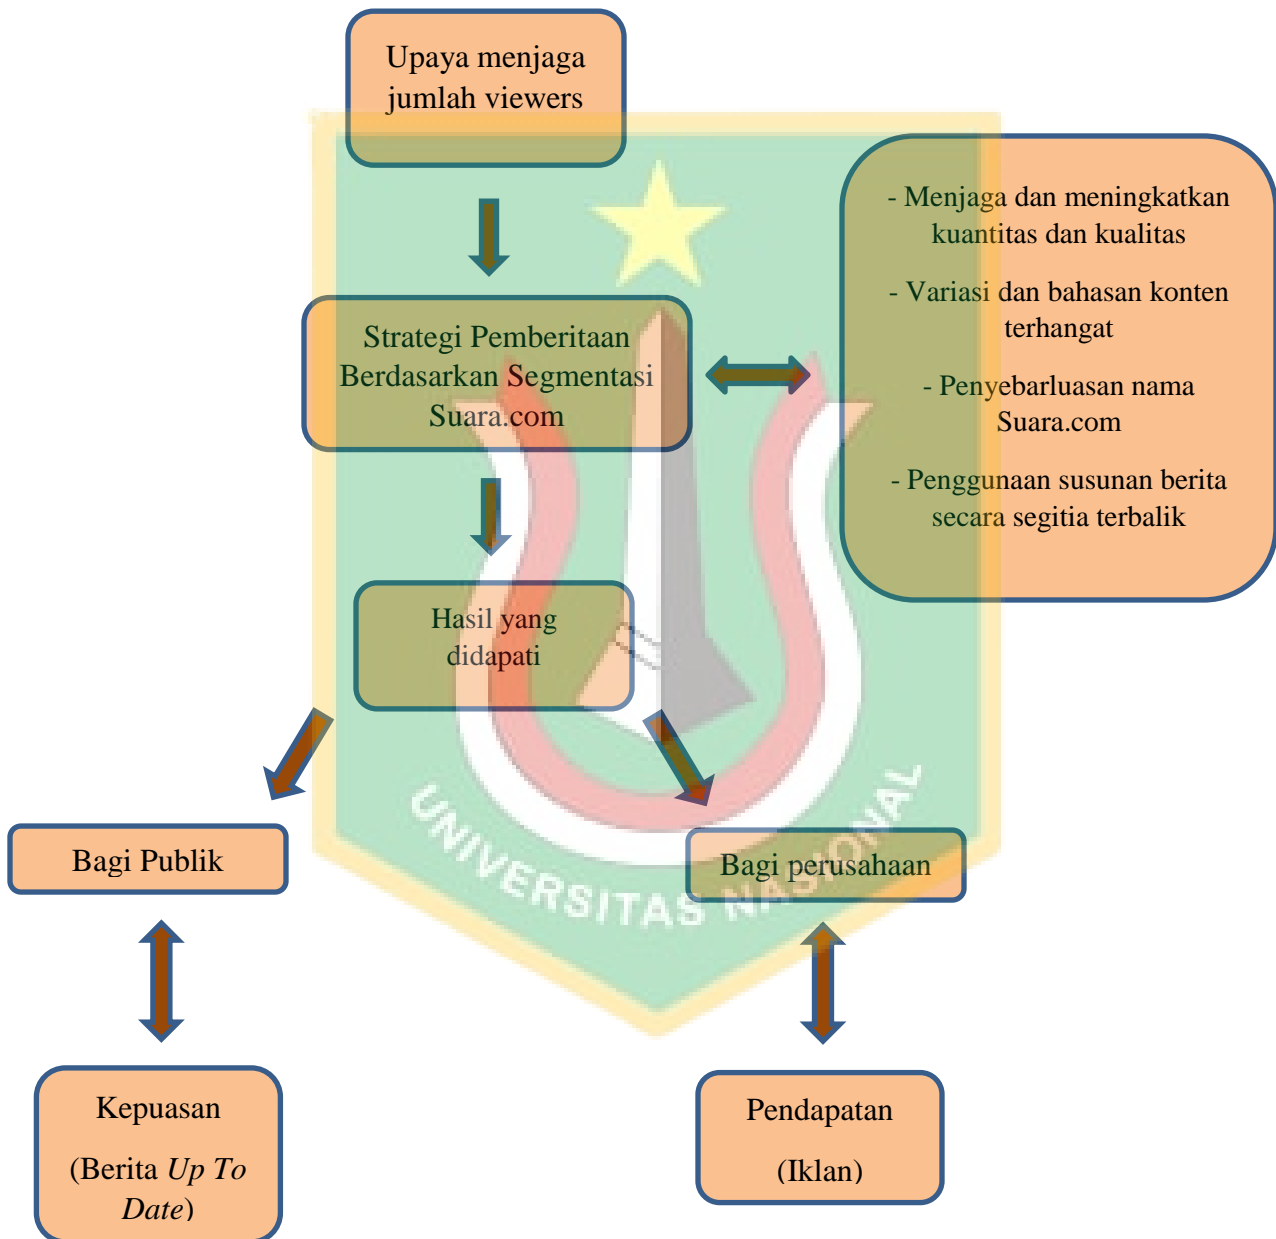 Upaya menjaga
jumlah viewers
- Menjaga dan meningkatkan
kuantitas dan kualitas
- Variasi dan bahasan konten
terhangat
- Penyebarluasan nama
Suara.com
- Penggunaan susunan berita
secara segitia terbalik
Strategi Pemberitaan
Berdasarkan Segmentasi
Suara.com
Hasil yang
didapati
Bagi Publik
Bagi perusahaan
UNIVERSITAS NASIONAL
Kepuasan
(Berita Up To
Date)
Pendapatan
(Iklan)